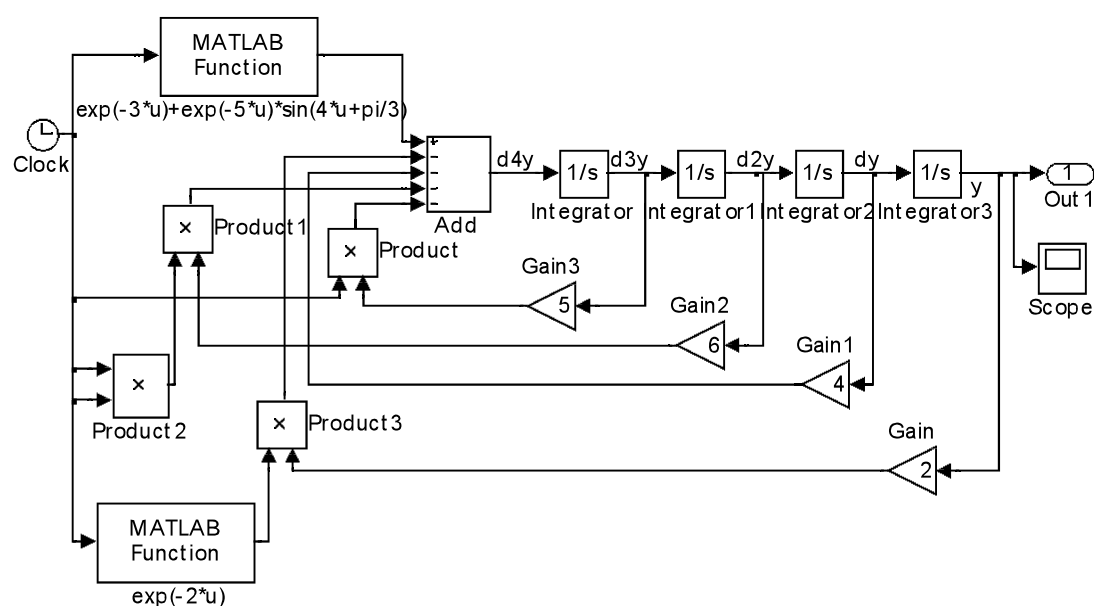 MATLAB
Function
exp(-3*u)+exp(-5*u)*sin(4*u+pi/3)
Clock
+
−
−
−
−
Add
d4y
1/s
Integrator
d3y
1/s
Integrator1
d2y
1/s
Integrator2
dy
1/s
Integrator3
y
1
Out1
Scope
×
Product1
×
Product
Gain3
5
Gain2
6
Gain1
4
×
Product2
×
Product3
Gain
2
MATLAB
Function
exp(-2*u)